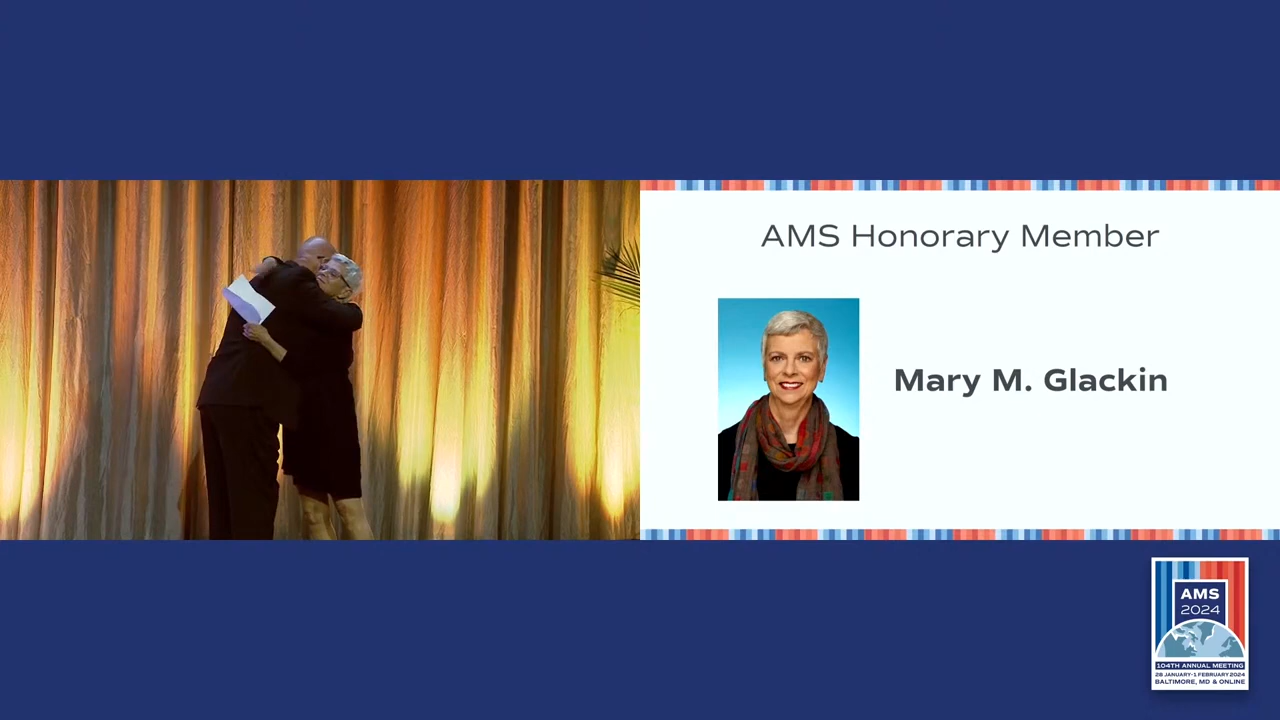 AMS Honorary Member
Mary M. Glackin
AMS
2024
104TH ANNUAL MEETING
28 JANUARY-1 FEBRUARY 2024
BALTIMORE, MD & ONLINE